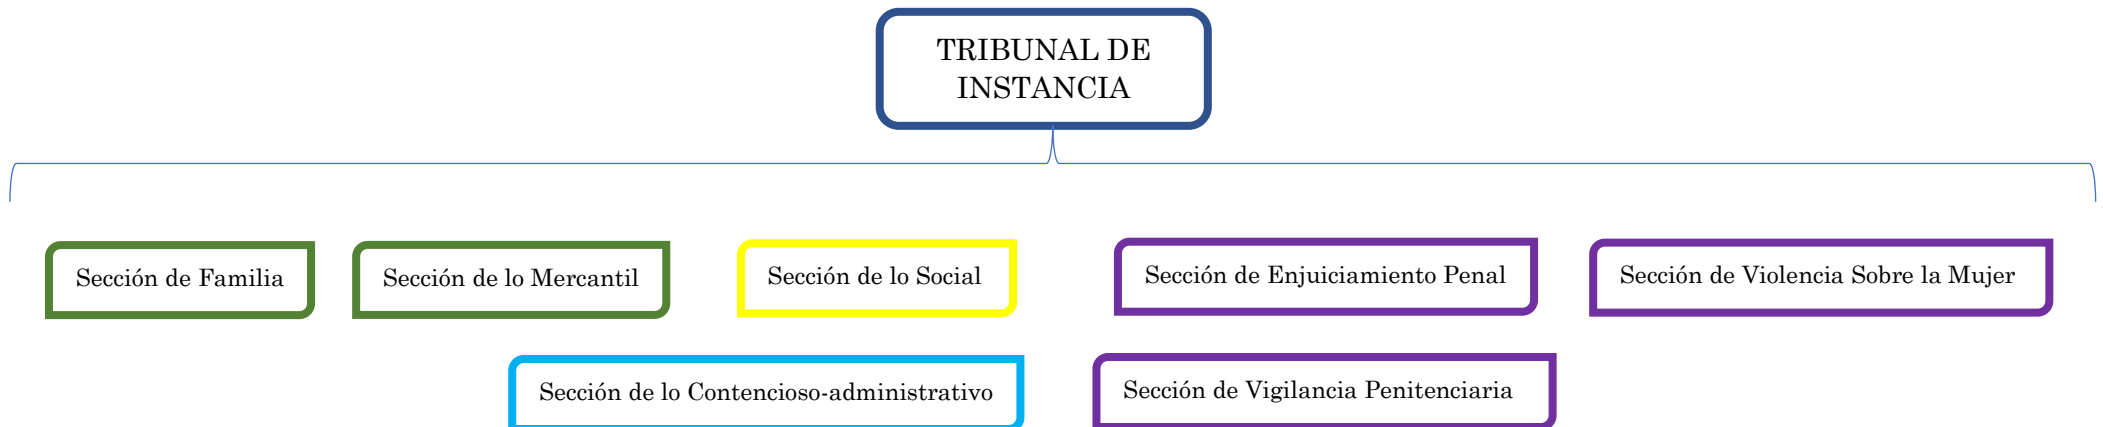 TRIBUNAL DE
INSTANCIA
Sección de Familia
Sección de lo Mercantil
Sección de lo Social
Sección de Enjuiciamiento Penal
Sección de Violencia Sobre la Mujer
Sección de lo Contencioso-administrativo
Sección de Vigilancia Penitenciaria